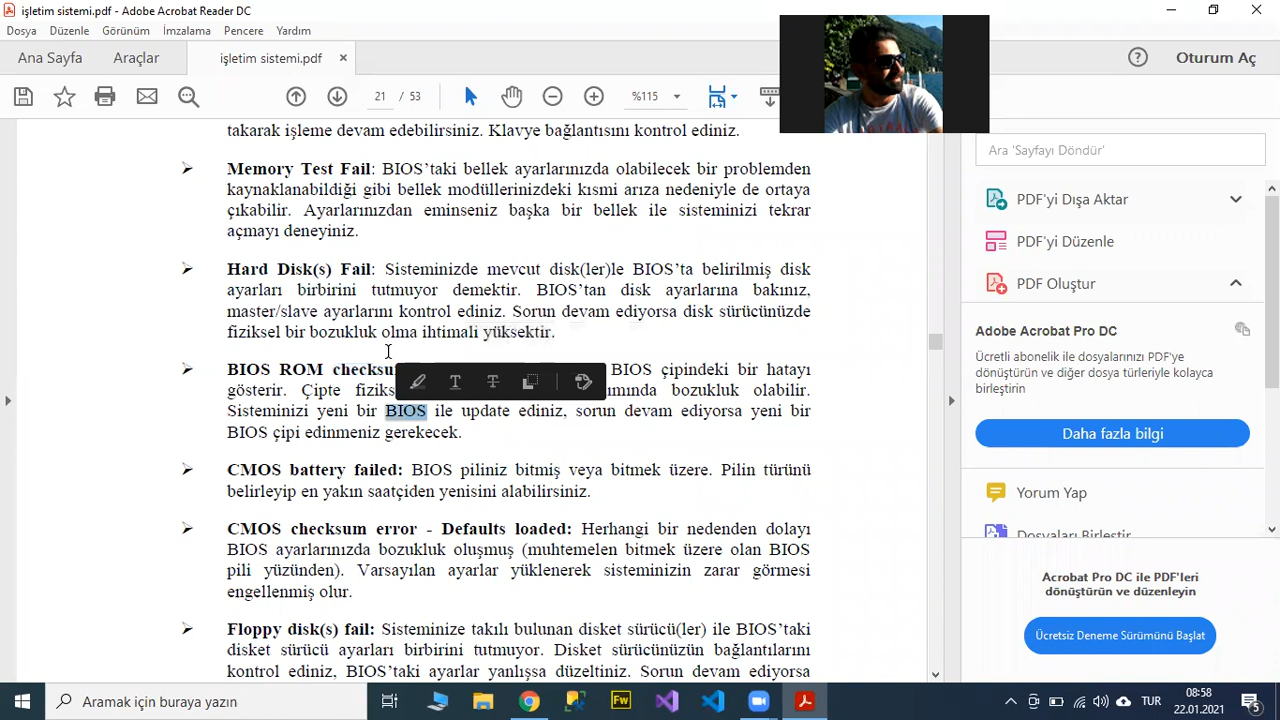 işletim sistemi.pdf - Adobe Acrobat Reader DC
Dosya Düzenle Görünüm İmzalama Pencere Yardım
Ana Sayfa Araçlar işletim sistemi.pdf Oturum Aç
21 / 53 %115
takarak işleme devam edebilirsiniz. Klavye bağlantısını kontrol ediniz.
Memory Test Fail: BIOS’taki bellek ayarlarınızda olabilecek bir problemden
kaynaklanabildiği gibi bellek modüllerinizdeki kısmi arıza nedeniyle de ortaya
çıkabilir. Ayarlarınızdan eminseniz başka bir bellek ile sisteminizi tekrar
açmayı deneyiniz.
Hard Disk(s) Fail: Sisteminizde mevcut disk(ler)le BIOS’ta belirilmiş disk
ayarları birbirini tutmuyor demektir. BIOS’tan disk ayarlarına bakınız,
master/slave ayarlarını kontrol ediniz. Sorun devam ediyorsa disk sürücünüzde
fiziksel bir bozukluk olma ihtimali yüksektir.
BIOS ROM checksum BIOS çipindeki bir hatayı
gösterir. Çipte fiziks bozukluk olabilir.
Sisteminizi yeni bir BIOS ile update ediniz, sorun devam ediyorsa yeni bir
BIOS çipi edinmeniz gerekecek.
CMOS battery failed: BIOS piliniz bitmiş veya bitmek üzere. Pilin türünü
belirleyip en yakın saatçiden yenisini alabilirsiniz.
CMOS checksum error - Defaults loaded: Herhangi bir nedenden dolayı
BIOS ayarlarınızda bozukluk oluşmuş (muhtemelen bitmek üzere olan BIOS
pili yüzünden). Varsayılan ayarlar yüklenerek sisteminizin zarar görmesi
engellenmiş olur.
Floppy disk(s) fail: Sisteminize takılı bulunan disket sürücü(ler) ile BIOS’taki
disket sürücü ayarları birbirini tutmuyor. Disket sürücünüzün bağlantılarını
kontrol ediniz, BIOS’taki ayarlar yanlışsa düzeltiniz. Sorun devam ediyorsa
Ara 'Sayfayı Döndür'
PDF'yi Dışa Aktar
PDF'yi Düzenle
PDF Oluştur
Adobe Acrobat Pro DC
Ücretli abonelik ile dosyalarınızı PDF'ye
dönüştürün ve diğer dosya türleriyle kolayca
birleştirin
Daha fazla bilgi
Yorum Yap
Dosyaları Birleştir
Acrobat Pro DC ile PDF'leri
dönüştürün ve düzenleyin
Ücretsiz Deneme Sürümünü Başlat
Aramak için buraya yazın
Fw
TUR
08:58
22.01.2021
5